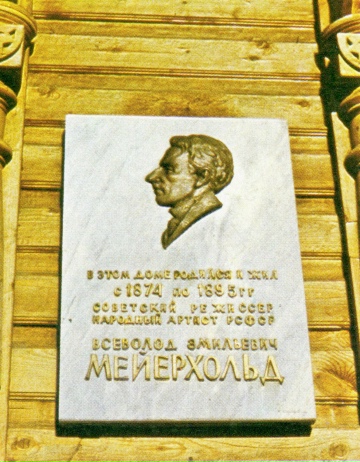 В ЭТОМ ДОМЕ РОДИЛСЯ И ЖИЛ
С 1874 ПО 1895 ГГ
СОВЕТСКИЙ РЕЖИССЕР
НАРОДНЫЙ АРТИСТ РСФСР
ВСЕВОЛОД ЭМИЛЬЕВИЧ
МЕЙЕРХОЛЬД